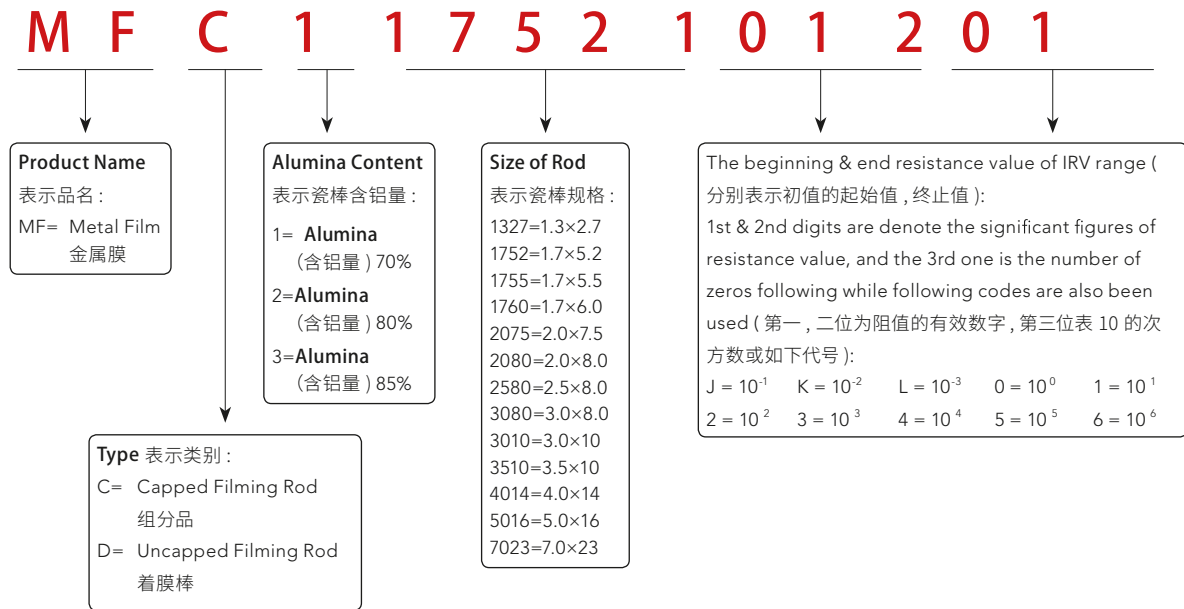 M F C 1 1 7 5 2 1 0 1 2 0 1
Product Name
表示品名 :
MF= Metal Film
金属膜
Type 表示类别 :
C= Capped Filming Rod
组分品
D= Uncapped Filming Rod
着膜棒
Alumina Content
表示瓷棒含铝量 :
1= Alumina
(含铝量 ) 70%
2=Alumina
(含铝量 ) 80%
3=Alumina
(含铝量 ) 85%
Size of Rod
表示瓷棒规格 :
1327=1.3×2.7
1752=1.7×5.2
1755=1.7×5.5
1760=1.7×6.0
2075=2.0×7.5
2080=2.0×8.0
2580=2.5×8.0
3080=3.0×8.0
3010=3.0×10
3510=3.5×10
4014=4.0×14
5016=5.0×16
7023=7.0×23
The beginning & end resistance value of IRV range (
分别表示初值的起始值 , 终止值 ):
1st & 2nd digits are denote the significant figures of
resistance value, and the 3rd one is the number of
zeros following while following codes are also been
used ( 第一 , 二位为阻值的有效数字 , 第三位表 10 的次
方数或如下代号 ):
J = 10⁻¹ K = 10⁻² L = 10⁻³ 0 = 10⁰ 1 = 10¹
2 = 10² 3 = 10³ 4 = 10⁴ 5 = 10⁵ 6 = 10⁶